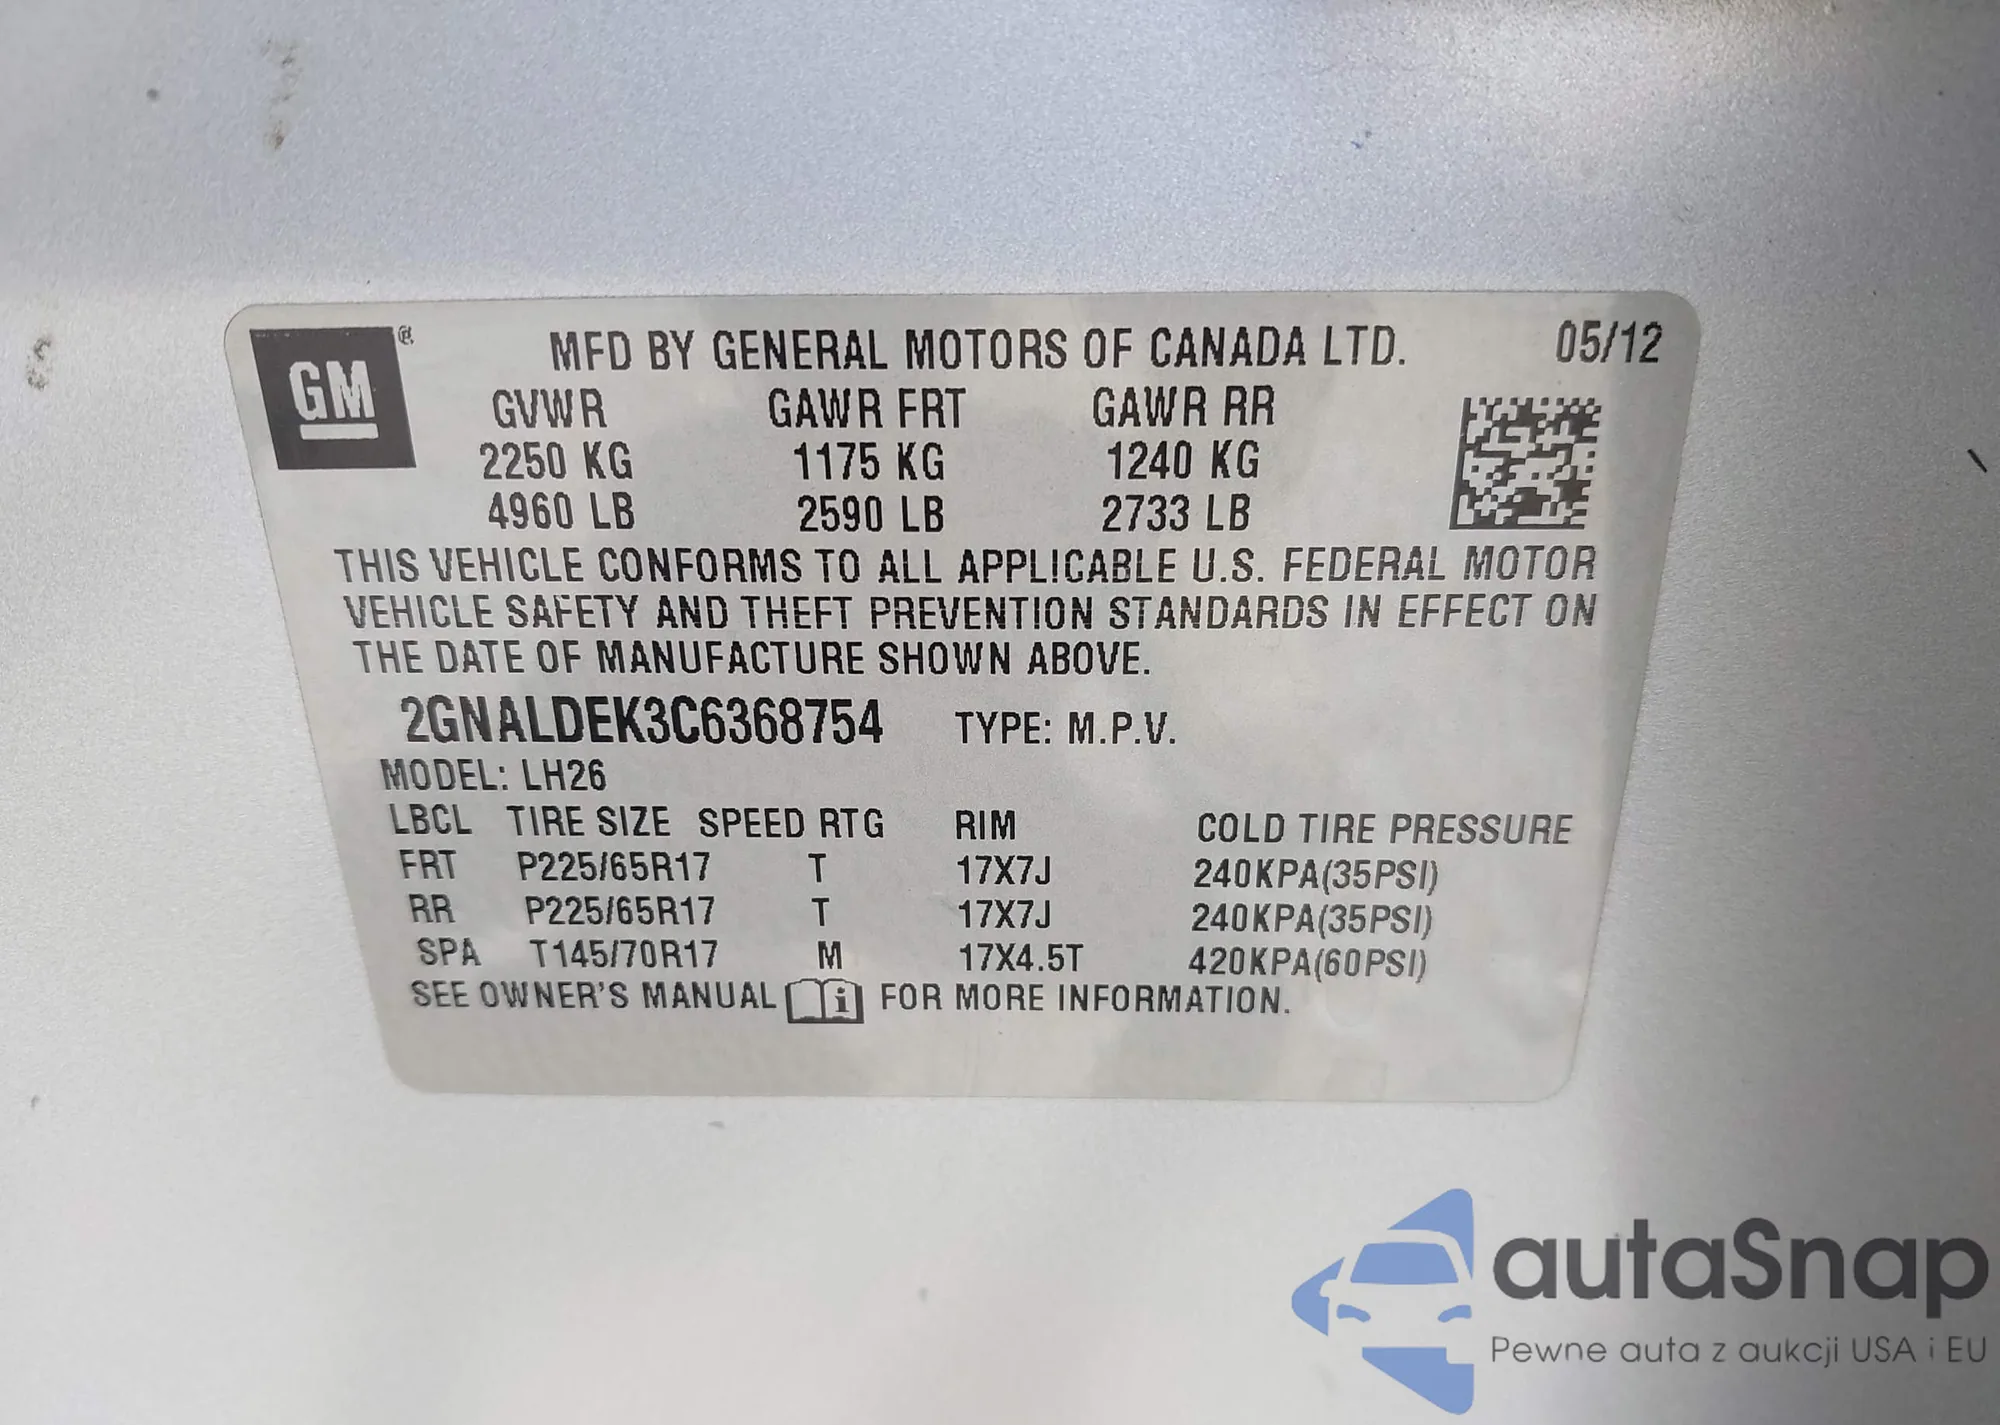 GM ®
MFD BY GENERAL MOTORS OF CANADA LTD. 05/12
GVWR GAWR FRT GAWR RR
2250 KG 1175 KG 1240 KG
4960 LB 2590 LB 2733 LB
THIS VEHICLE CONFORMS TO ALL APPLICABLE U.S. FEDERAL MOTOR
VEHICLE SAFETY AND THEFT PREVENTION STANDARDS IN EFFECT ON
THE DATE OF MANUFACTURE SHOWN ABOVE.
2GNALDEK3C6368754 TYPE: M.P.V.
MODEL: LH26
LBCL TIRE SIZE SPEED RTG RIM COLD TIRE PRESSURE
FRT P225/65R17 T 17X7J 240KPA(35PSI)
RR P225/65R17 T 17X7J 240KPA(35PSI)
SPA T145/70R17 M 17X4.5T 420KPA(60PSI)
SEE OWNER'S MANUAL i FOR MORE INFORMATION.
autaSnap
Pewne auta z aukcji USA i EU